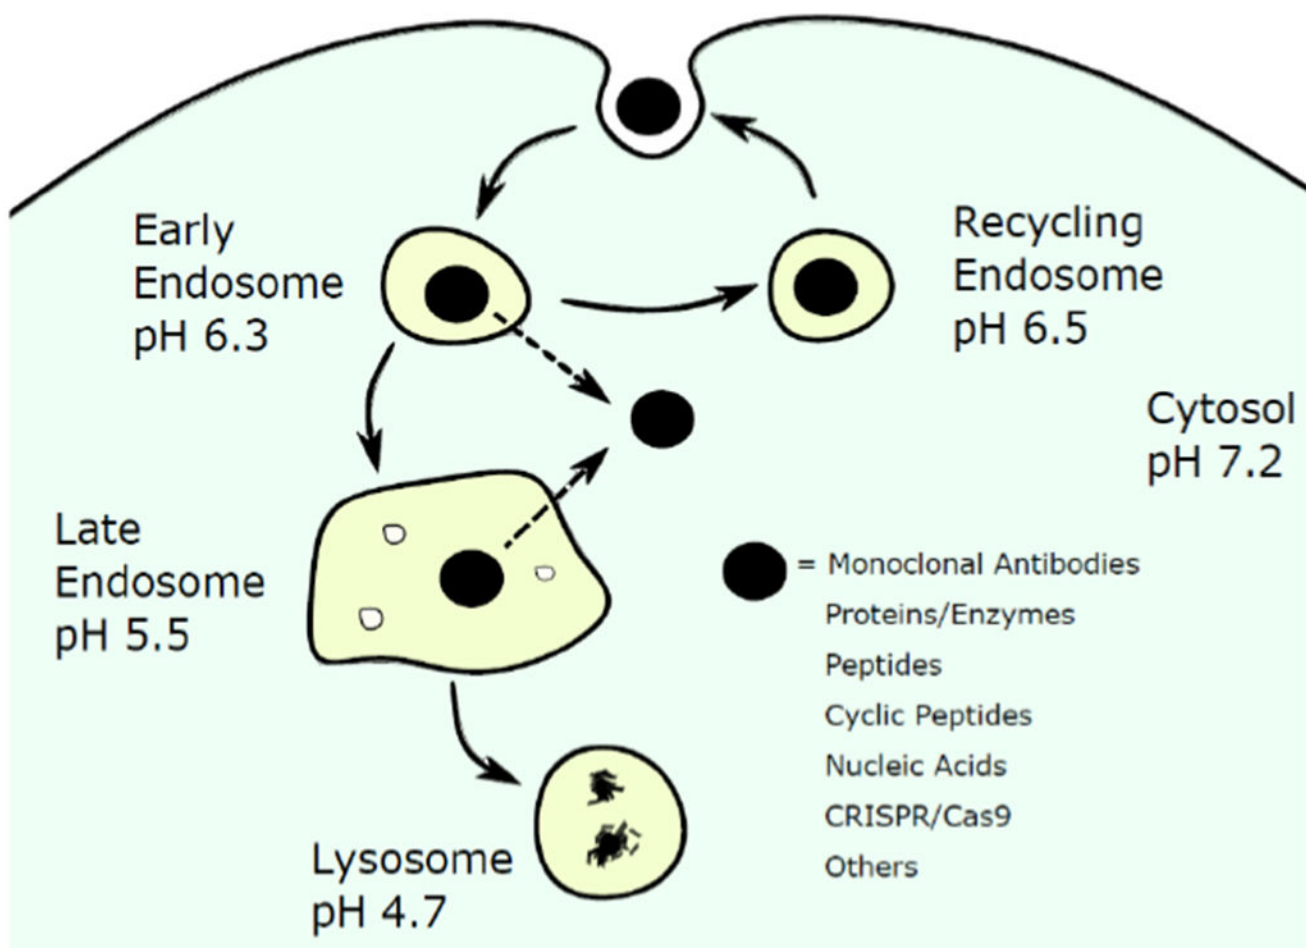 Early
Endosome
pH 6.3
Recycling
Endosome
pH 6.5
Cytosol
pH 7.2
Late
Endosome
pH 5.5
= Monoclonal Antibodies
Proteins/Enzymes
Peptides
Cyclic Peptides
Nucleic Acids
CRISPR/Cas9
Others
Lysosome
pH 4.7